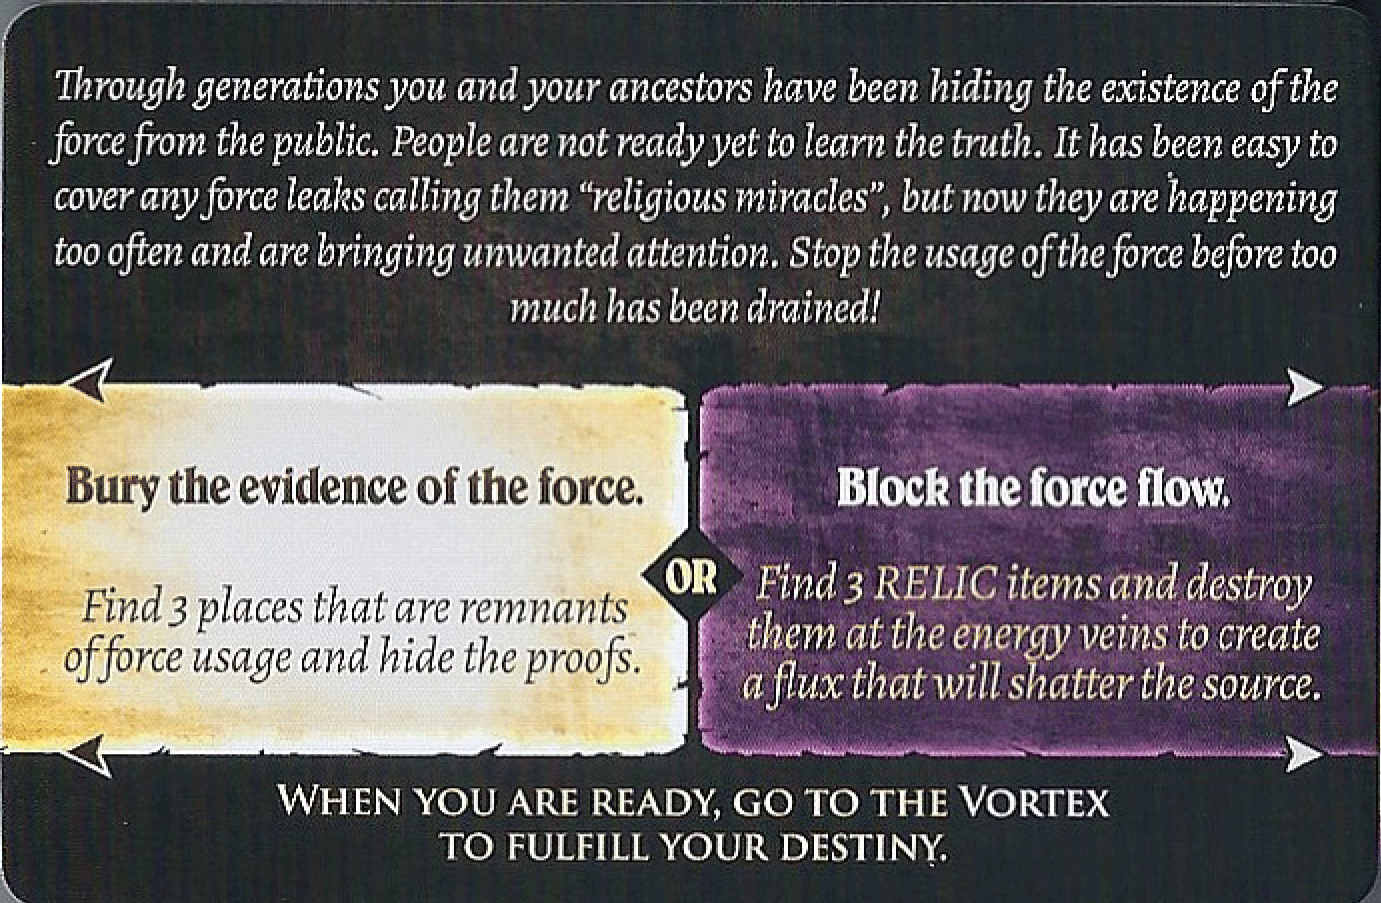 Through generations you and your ancestors have been hiding the existence of the
force from the public. People are not ready yet to learn the truth. It has been easy to
cover any force leaks calling them “religious miracles”, but now they are happening
too often and are bringing unwanted attention. Stop the usage of the force before too
much has been drained!
Bury the evidence of the force.
Find 3 places that are remnants
of force usage and hide the proofs.
OR
Block the force flow.
Find 3 RELIC items and destroy
them at the energy veins to create
a flux that will shatter the source.
WHEN YOU ARE READY, GO TO THE VORTEX
TO FULFILL YOUR DESTINY.